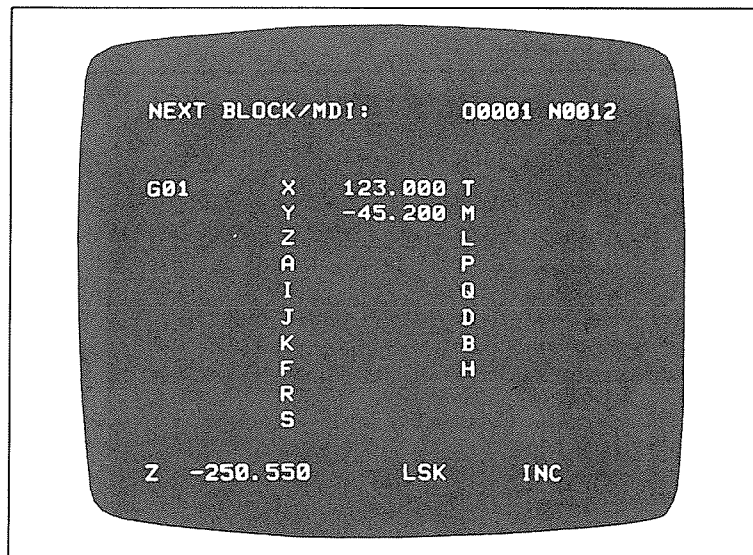 NEXT BLOCK/MDI: O0001 N0012
G01 X 123.000 T
Y -45.200 M
Z L
A P
I Q
J D
K B
F H
R
S
Z -250.550 LSK INC